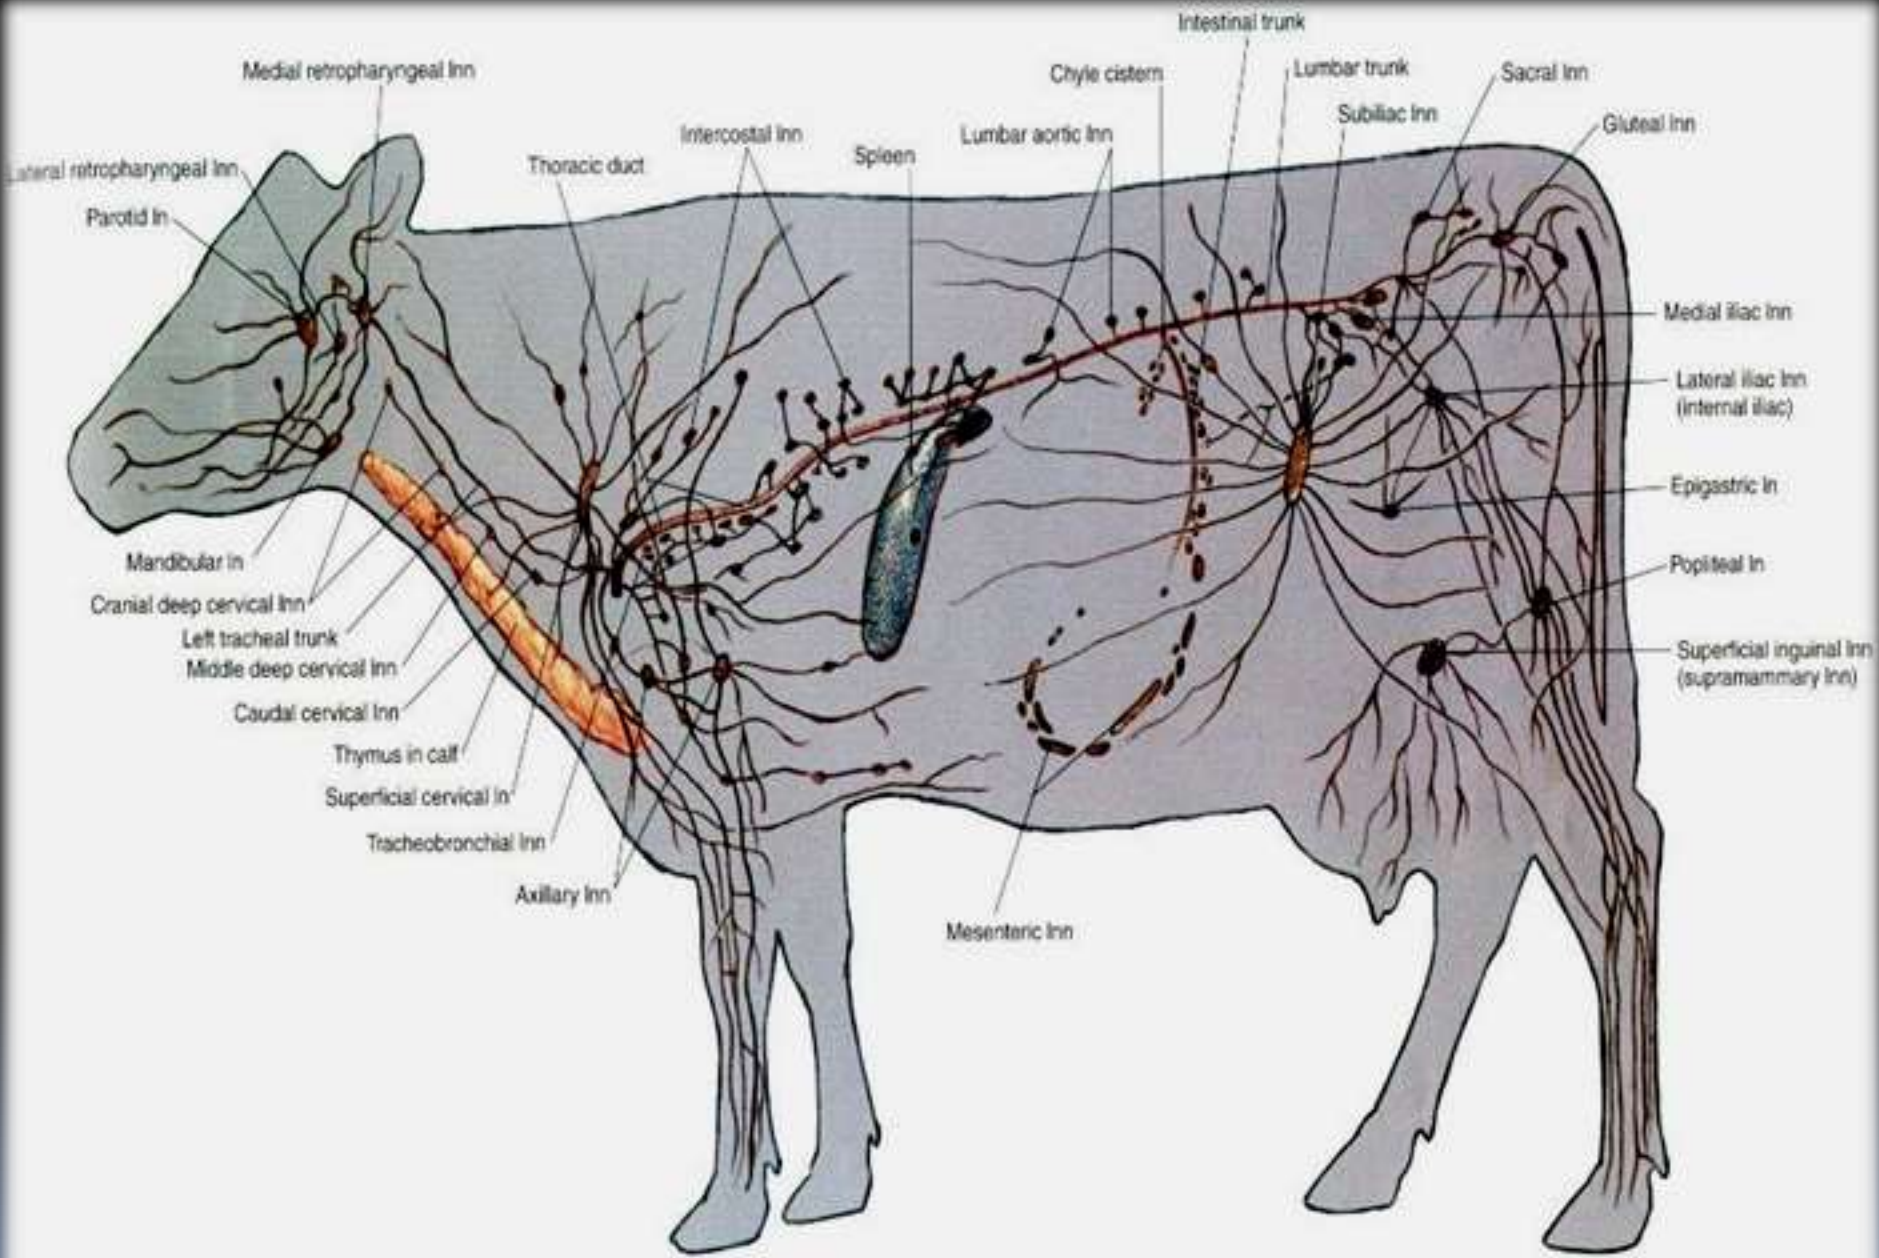 Intestinal trunk
Medial retropharyngeal lnn
Chyle cistern
Lumbar trunk
Sacral lnn
Subiliac lnn
Gluteal lnn
Intercostal lnn
Lumbar aortic lnn
Spleen
Thoracic duct
Lateral retropharyngeal lnn
Parotid ln
Medial iliac lnn
Lateral iliac lnn
(internal iliac)
Epigastric ln
Popliteal ln
Superficial inguinal lnn
(supramammary lnn)
Mandibular ln
Cranial deep cervical lnn
Left tracheal trunk
Middle deep cervical lnn
Caudal cervical lnn
Thymus in calf
Superficial cervical ln
Tracheobronchial lnn
Axillary lnn
Mesenteric lnn